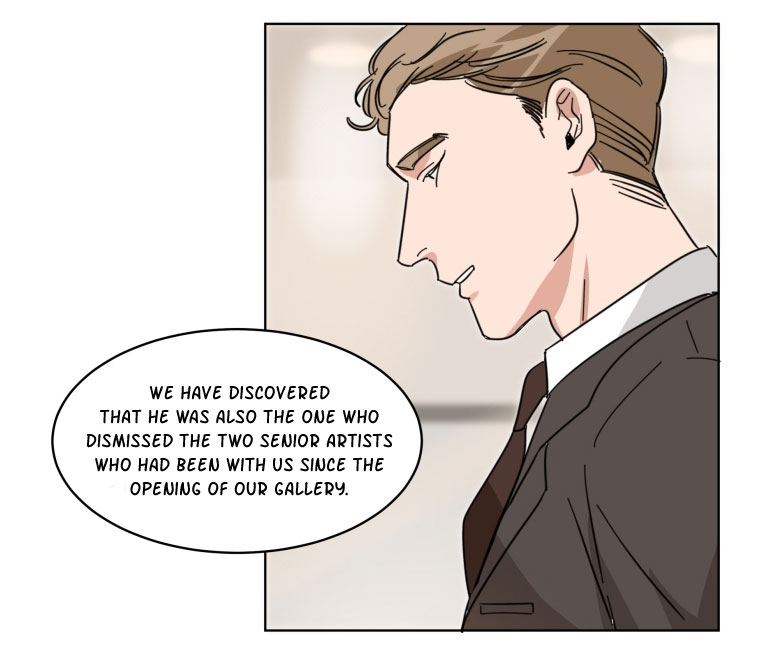 WE HAVE DISCOVERED
THAT HE WAS ALSO THE ONE WHO
DISMISSED THE TWO SENIOR ARTISTS
WHO HAD BEEN WITH US SINCE THE
OPENING OF OUR GALLERY.